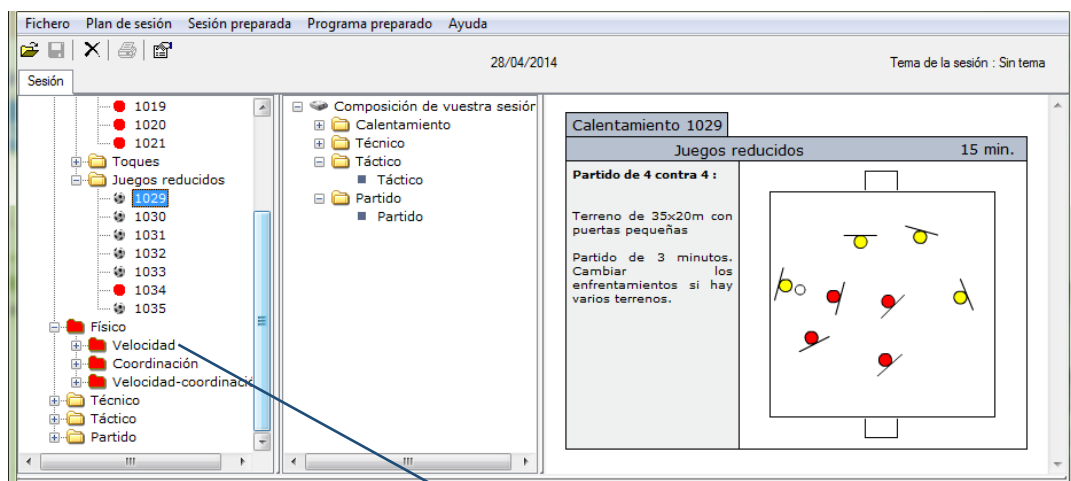 Fichero Plan de sesión Sesión preparada Programa preparado Ayuda
28/04/2014
Tema de la sesión : Sin tema
Sesión
1019
1020
1021
Toques
Juegos reducidos
1029
1030
1031
1032
1033
1034
1035
Físico
Velocidad
Coordinación
Velocidad-coordinació
Técnico
Táctico
Partido
Composición de vuestra sesiór
Calentamiento
Técnico
Táctico
Táctico
Partido
Partido
Calentamiento 1029
Juegos reducidos 15 min.
Partido de 4 contra 4 :
Terreno de 35x20m con
puertas pequeñas
Partido de 3 minutos.
Cambiar los
enfrentamientos si hay
varios terrenos.